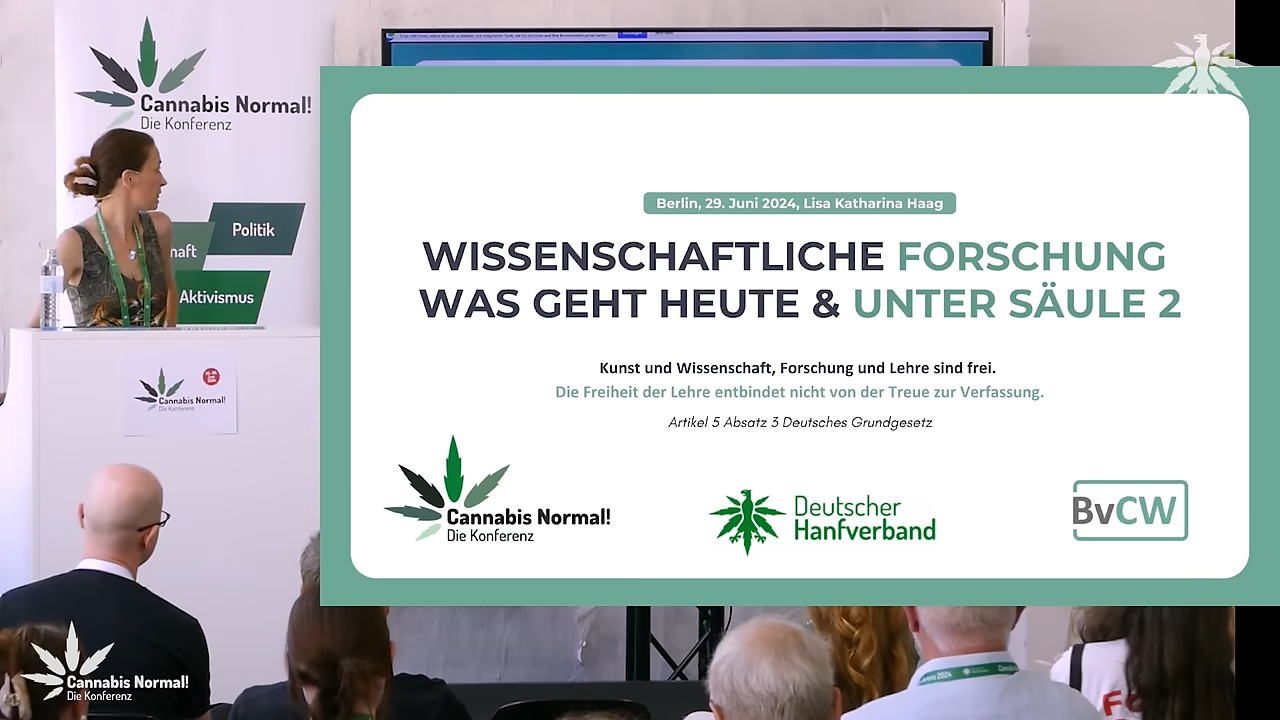 Cannabis Normal!
Die Konferenz
Politik
haft
Aktivismus
Cannabis Normal!
Die Konferenz
Berlin, 29. Juni 2024, Lisa Katharina Haag
WISSENSCHAFTLICHE FORSCHUNG
WAS GEHT HEUTE & UNTER SÄULE 2
Kunst und Wissenschaft, Forschung und Lehre sind frei.
Die Freiheit der Lehre entbindet nicht von der Treue zur Verfassung.
Artikel 5 Absatz 3 Deutsches Grundgesetz
Cannabis Normal!
Die Konferenz
Deutscher
Hanfverband
BvCW
Cannabis Normal!
Die Konferenz